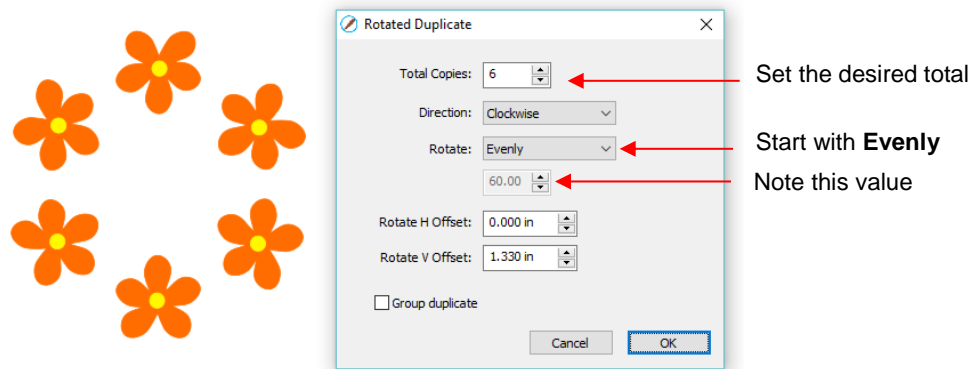 Rotated Duplicate
Total Copies: 6
Set the desired total
Direction: Clockwise
Rotate: Evenly
Start with Evenly
60.00
Note this value
Rotate H Offset: 0.000 in
Rotate V Offset: 1.330 in
Group duplicate
Cancel OK